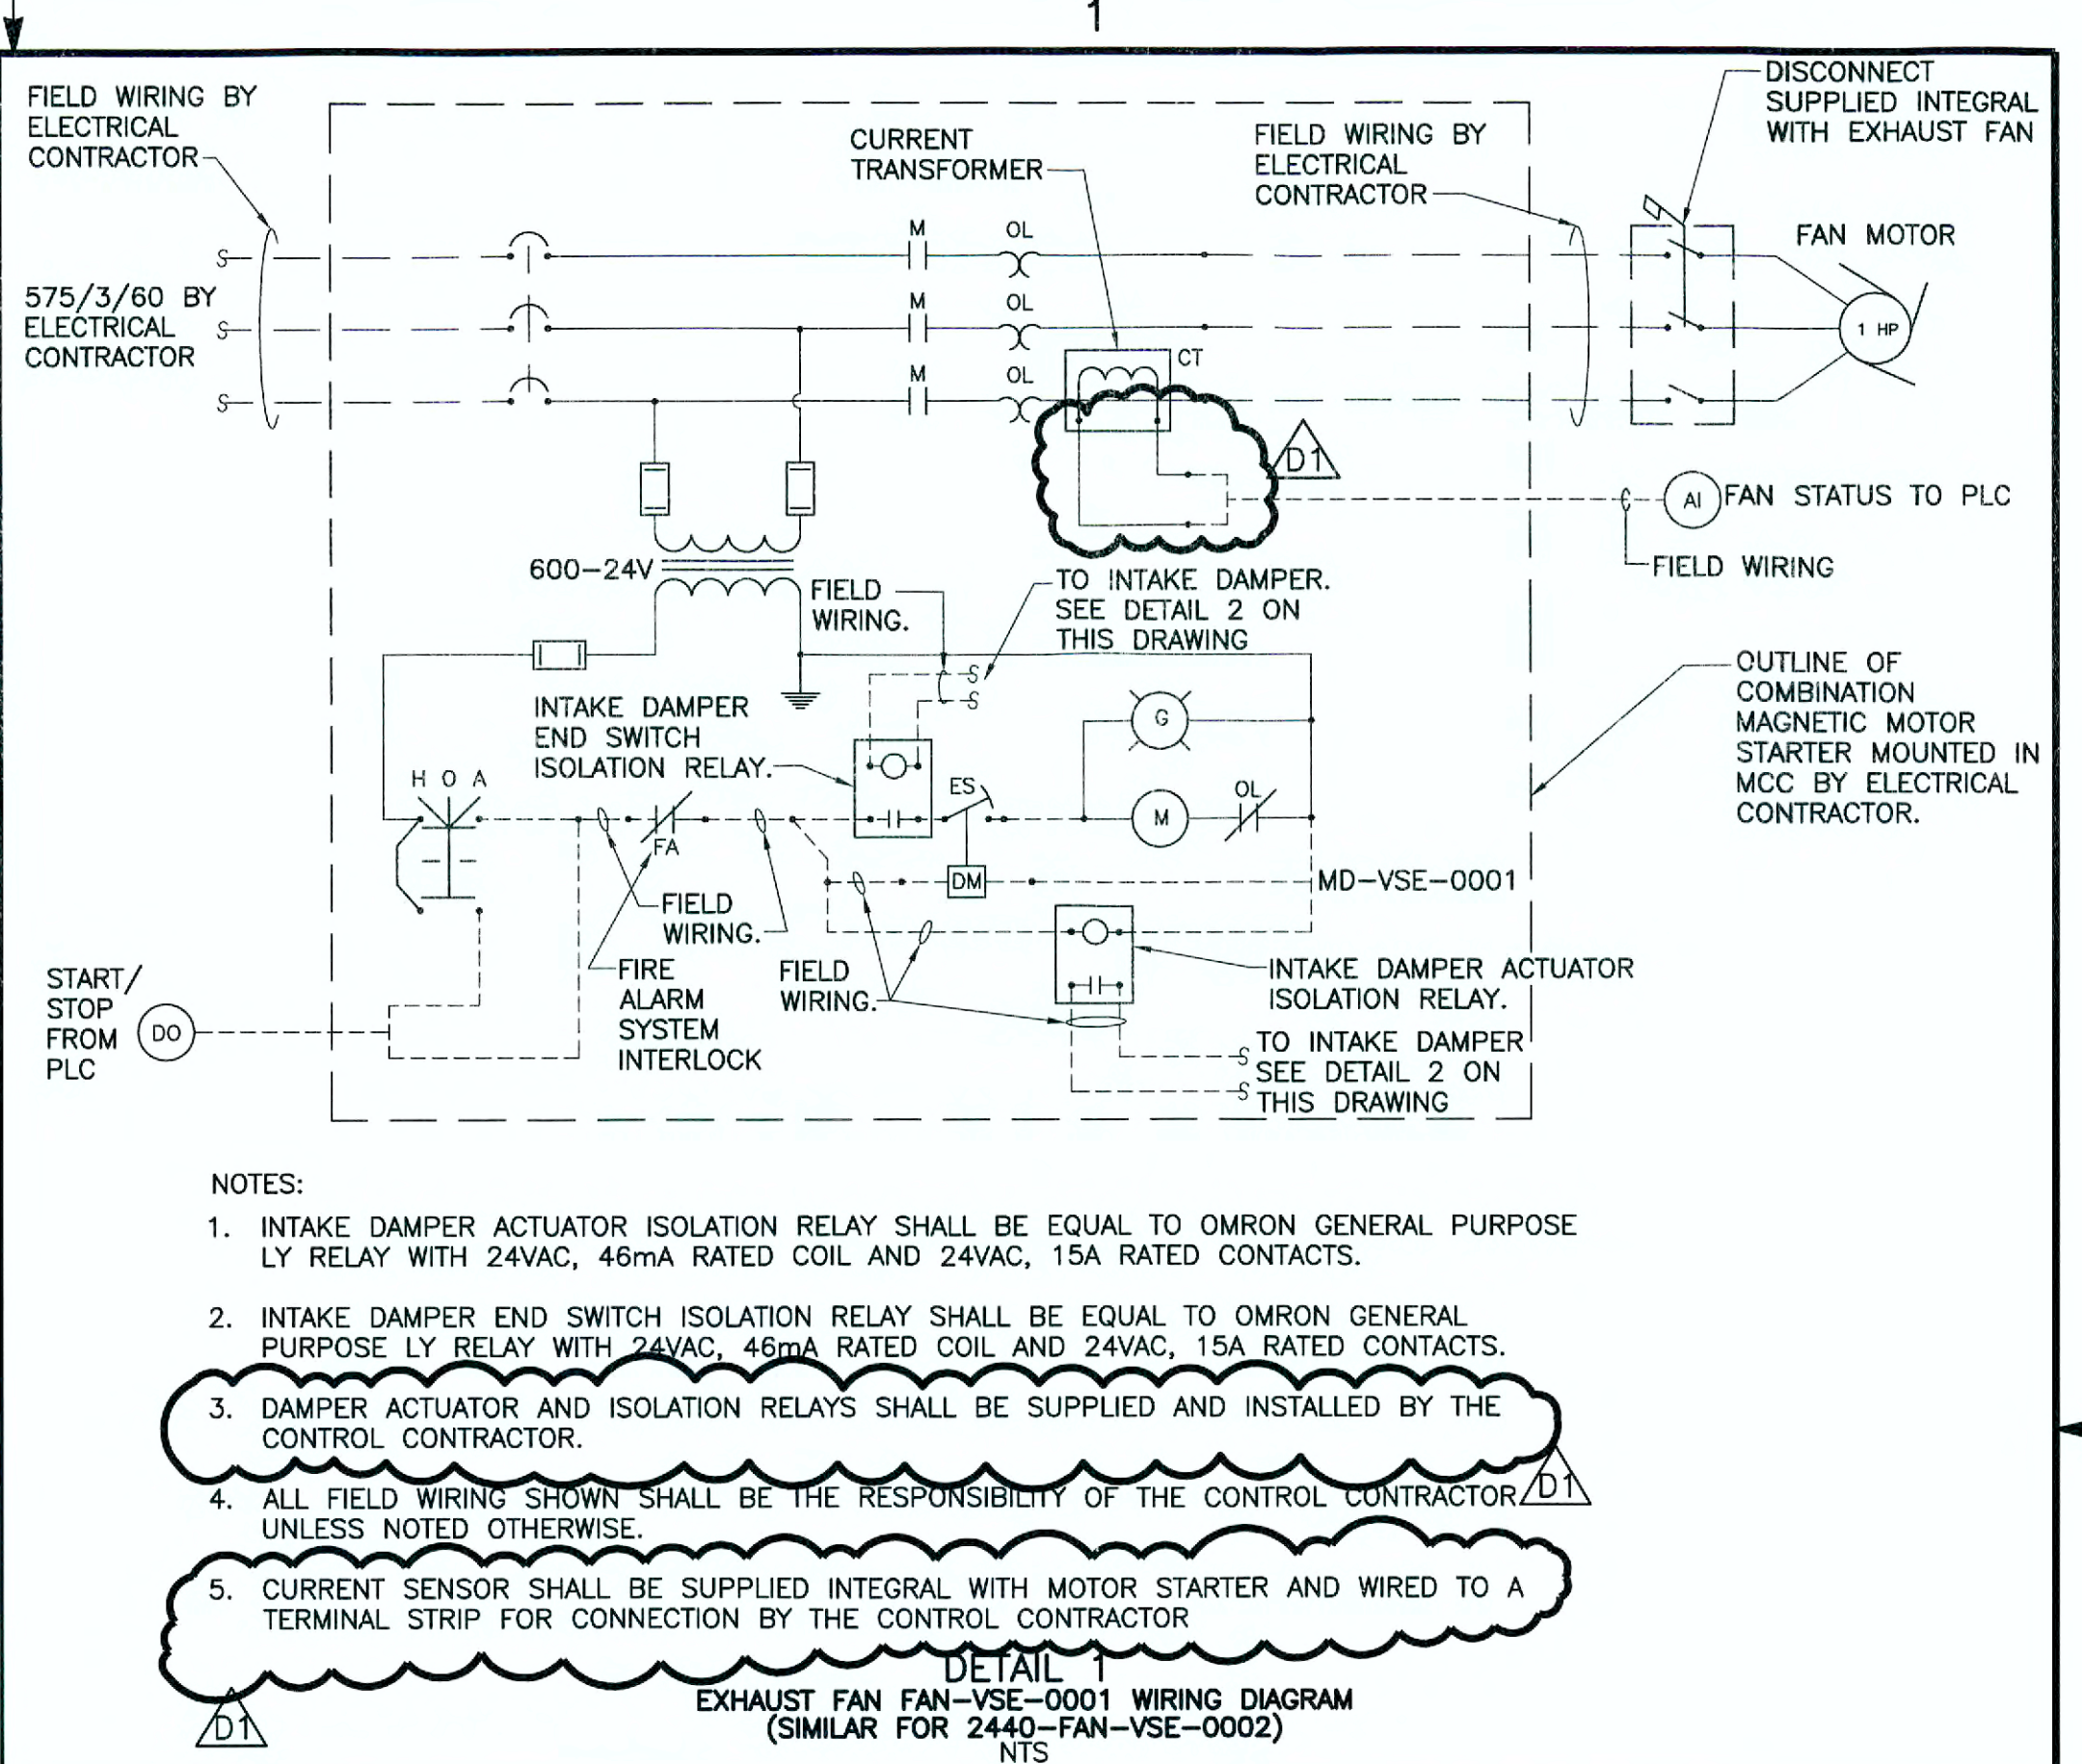 1
FIELD WIRING BY
ELECTRICAL
CONTRACTOR
575/3/60 BY
ELECTRICAL
CONTRACTOR
CURRENT
TRANSFORMER
FIELD WIRING BY
ELECTRICAL
CONTRACTOR
DISCONNECT
SUPPLIED INTEGRAL
WITH EXHAUST FAN
FAN MOTOR
1 HP
S
S
S
M
OL
M
OL
M
OL
CT
D1
AI
FAN STATUS TO PLC
FIELD WIRING
600-24V
FIELD
WIRING.
TO INTAKE DAMPER.
SEE DETAIL 2 ON
THIS DRAWING
S
S
OUTLINE OF
COMBINATION
MAGNETIC MOTOR
STARTER MOUNTED IN
MCC BY ELECTRICAL
CONTRACTOR.
INTAKE DAMPER
END SWITCH
ISOLATION RELAY.
G
H O A
ES
M
OL
FA
DM
MD-VSE-0001
FIELD
WIRING.
FIRE
ALARM
SYSTEM
INTERLOCK
FIELD
WIRING.
INTAKE DAMPER ACTUATOR
ISOLATION RELAY.
START/
STOP
FROM
PLC
DO
S
S
TO INTAKE DAMPER
SEE DETAIL 2 ON
THIS DRAWING
NOTES:
1. INTAKE DAMPER ACTUATOR ISOLATION RELAY SHALL BE EQUAL TO OMRON GENERAL PURPOSE
LY RELAY WITH 24VAC, 46mA RATED COIL AND 24VAC, 15A RATED CONTACTS.
2. INTAKE DAMPER END SWITCH ISOLATION RELAY SHALL BE EQUAL TO OMRON GENERAL
PURPOSE LY RELAY WITH 24VAC, 46mA RATED COIL AND 24VAC, 15A RATED CONTACTS.
3. DAMPER ACTUATOR AND ISOLATION RELAYS SHALL BE SUPPLIED AND INSTALLED BY THE
CONTROL CONTRACTOR.
D1
4. ALL FIELD WIRING SHOWN SHALL BE THE RESPONSIBILITY OF THE CONTROL CONTRACTOR
UNLESS NOTED OTHERWISE.
5. CURRENT SENSOR SHALL BE SUPPLIED INTEGRAL WITH MOTOR STARTER AND WIRED TO A
TERMINAL STRIP FOR CONNECTION BY THE CONTROL CONTRACTOR
D1
DETAIL 1
EXHAUST FAN FAN-VSE-0001 WIRING DIAGRAM
(SIMILAR FOR 2440-FAN-VSE-0002)
NTS